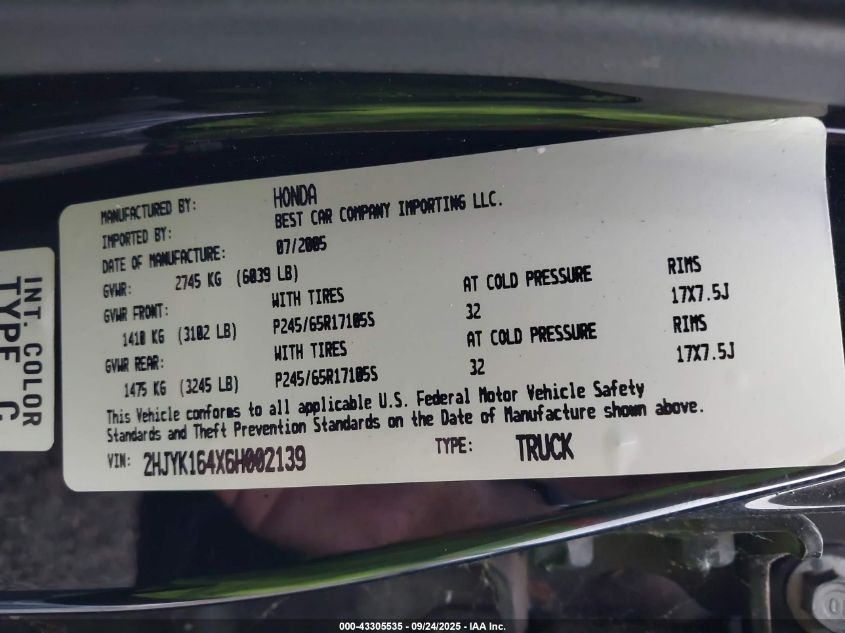 MANUFACTURED BY: HONDA
IMPORTED BY: BEST CAR COMPANY IMPORTING LLC.
DATE OF MANUFACTURE: 07/2005
GVWR: 2745 KG (6039 LB)
GVWR FRONT: WITH TIRES AT COLD PRESSURE RIMS
1410 KG (3102 LB) P245/65R17105S 32 17X7.5J
GVWR REAR: WITH TIRES AT COLD PRESSURE RIMS
1475 KG (3245 LB) P245/65R17105S 32 17X7.5J
This Vehicle conforms to all applicable U.S. Federal Motor Vehicle Safety
Standards and Theft Prevention Standards on the Date of Manufacture shown above.
VIN: 2HJYK164X6H002139 TYPE: TRUCK
INT. COLOR
TYPE G
000-43305535 - 09/24/2025 - IAA Inc.